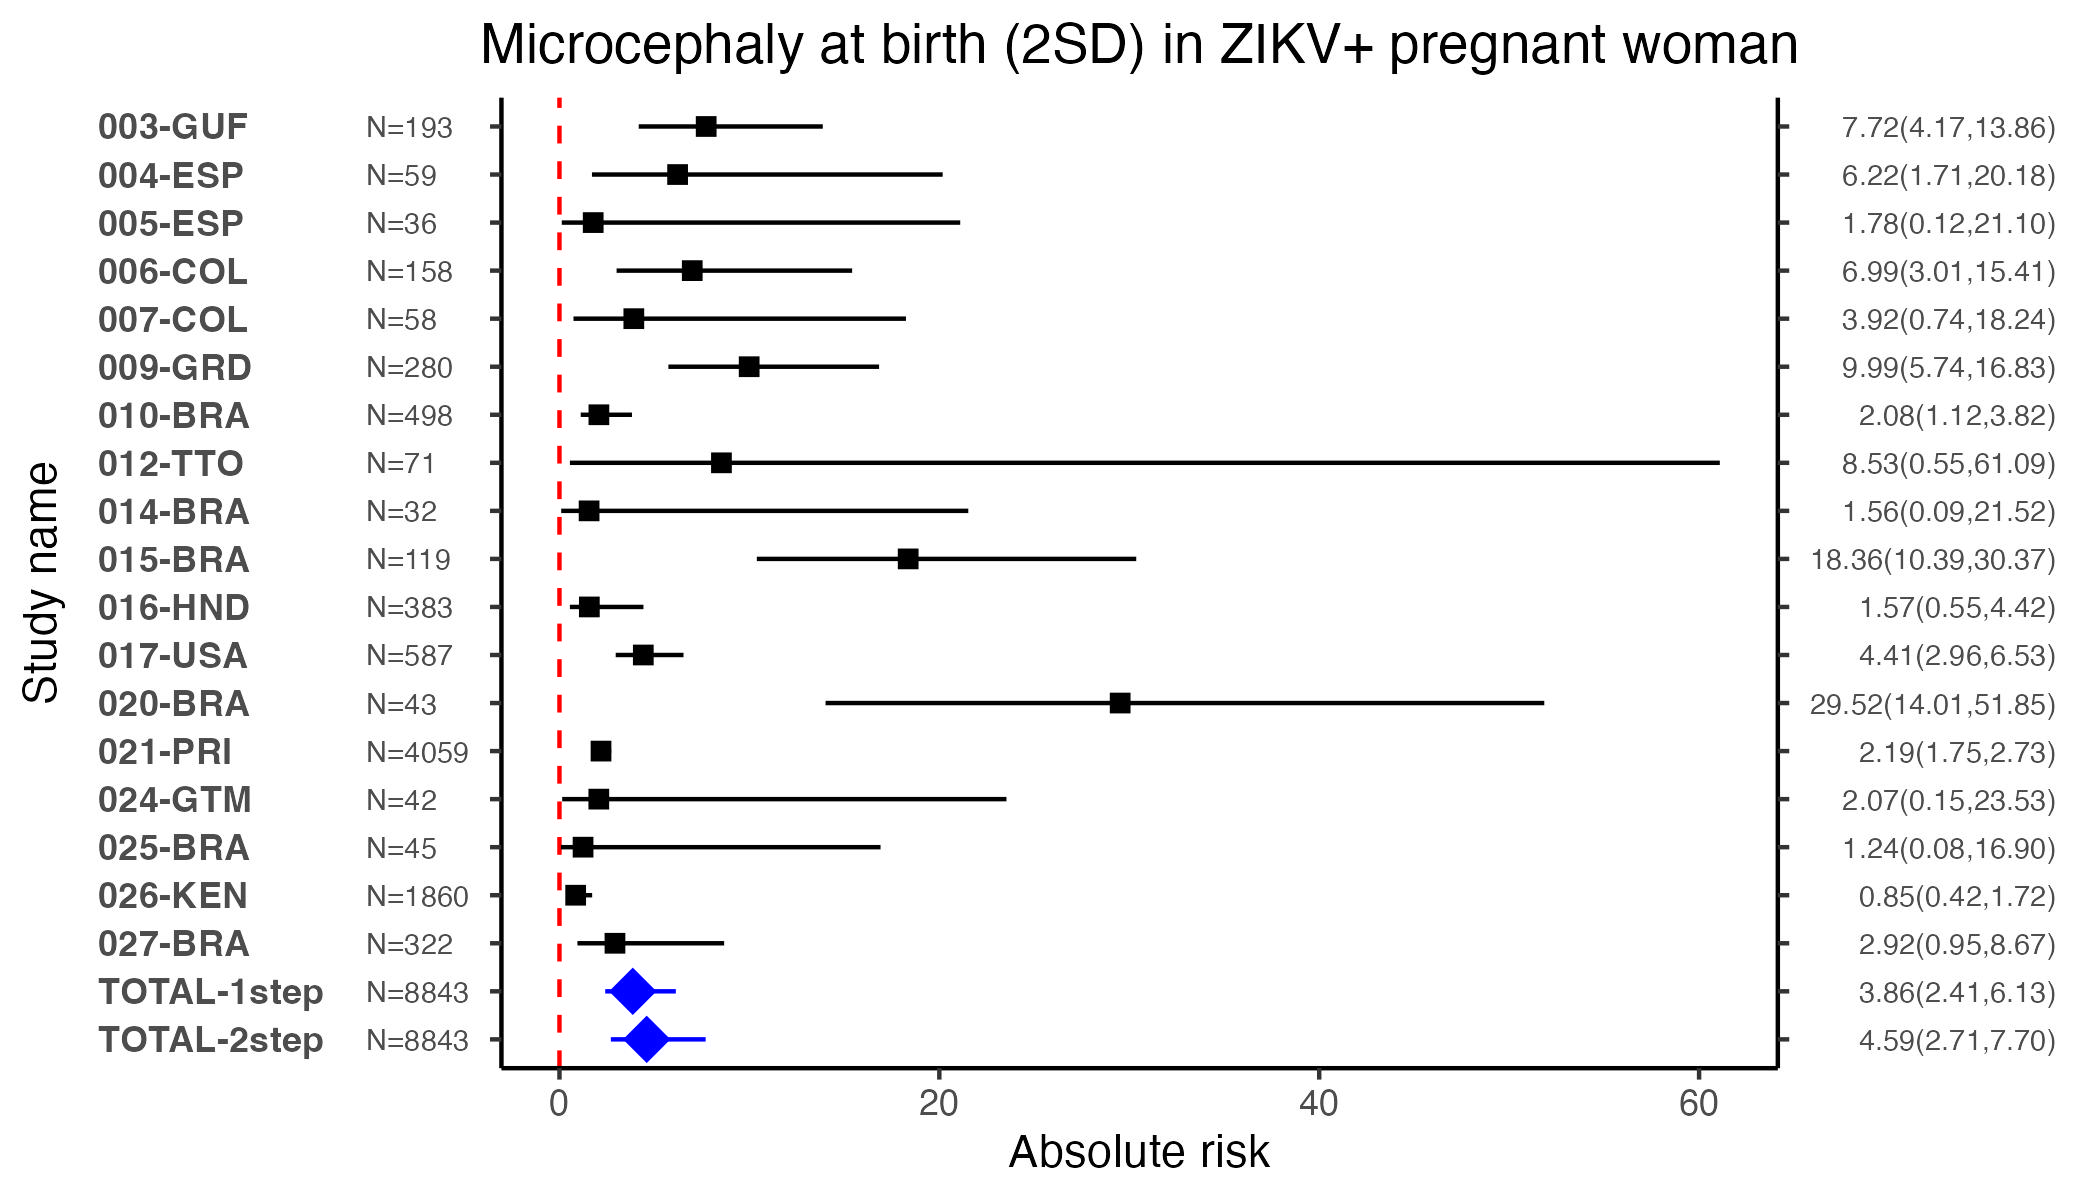 Microcephaly at birth (2SD) in ZIKV+ pregnant woman
Study name
003-GUF N=193 7.72(4.17,13.86)
004-ESP N=59 6.22(1.71,20.18)
005-ESP N=36 1.78(0.12,21.10)
006-COL N=158 6.99(3.01,15.41)
007-COL N=58 3.92(0.74,18.24)
009-GRD N=280 9.99(5.74,16.83)
010-BRA N=498 2.08(1.12,3.82)
012-TTO N=71 8.53(0.55,61.09)
014-BRA N=32 1.56(0.09,21.52)
015-BRA N=119 18.36(10.39,30.37)
016-HND N=383 1.57(0.55,4.42)
017-USA N=587 4.41(2.96,6.53)
020-BRA N=43 29.52(14.01,51.85)
021-PRI N=4059 2.19(1.75,2.73)
024-GTM N=42 2.07(0.15,23.53)
025-BRA N=45 1.24(0.08,16.90)
026-KEN N=1860 0.85(0.42,1.72)
027-BRA N=322 2.92(0.95,8.67)
TOTAL-1step N=8843 3.86(2.41,6.13)
TOTAL-2step N=8843 4.59(2.71,7.70)
0 20 40 60
Absolute risk